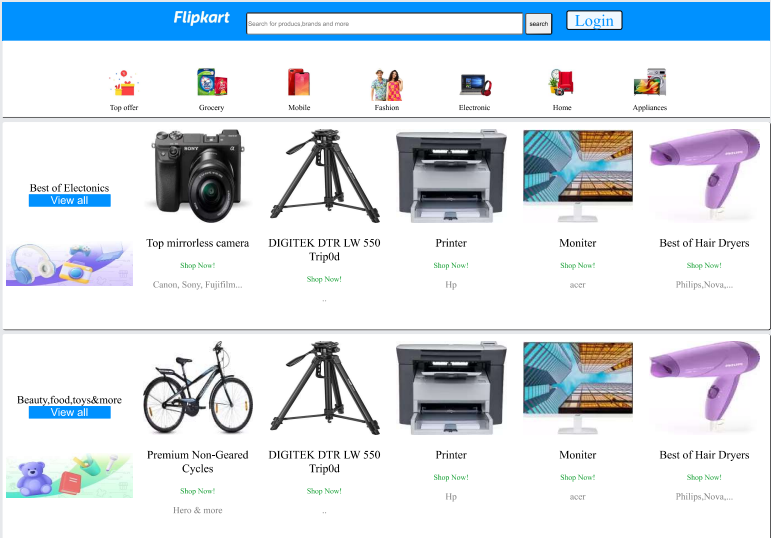 Flipkart
Search for producs,brands and more
search
Login
Top offer
Grocery
Mobile
Fashion
Electronic
Home
Appliances
Best of Electonics
View all
SONY
α
Top mirrorless camera
Shop Now!
Canon, Sony, Fujifilm...
DIGITEK DTR LW 550
Trip0d
Shop Now!
..
Printer
Shop Now!
Hp
Moniter
Shop Now!
acer
Best of Hair Dryers
Shop Now!
Philips,Nova,...
Beauty,food,toys&more
View all
Premium Non-Geared
Cycles
Shop Now!
Hero & more
DIGITEK DTR LW 550
Trip0d
Shop Now!
..
Printer
Shop Now!
Hp
Moniter
Shop Now!
acer
Best of Hair Dryers
Shop Now!
Philips,Nova,...